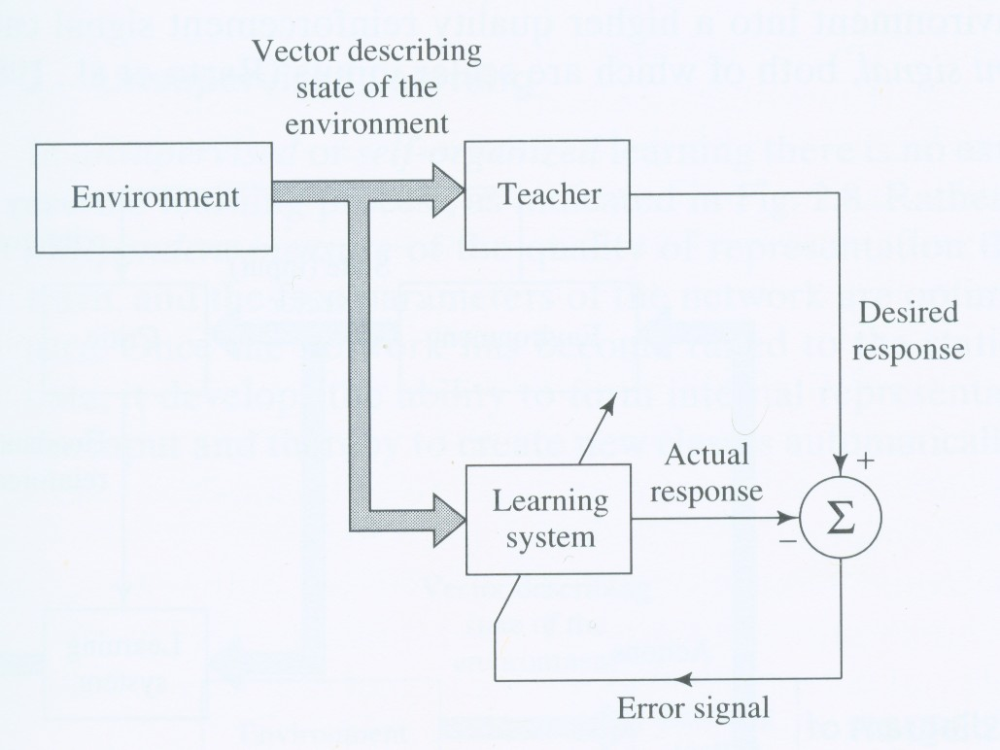 Vector describing
state of the
environment
Environment
Teacher
Desired
response
Actual
response
+
Learning
system
Σ
−
Error signal